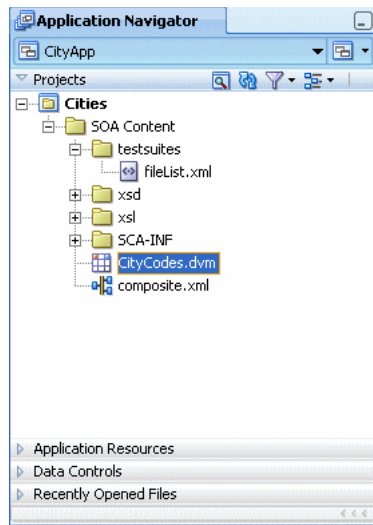 Application Navigator
CityApp
Projects
Cities
SOA Content
testsuites
fileList.xml
xsd
xsl
SCA-INF
CityCodes.dvm
composite.xml
Application Resources
Data Controls
Recently Opened Files